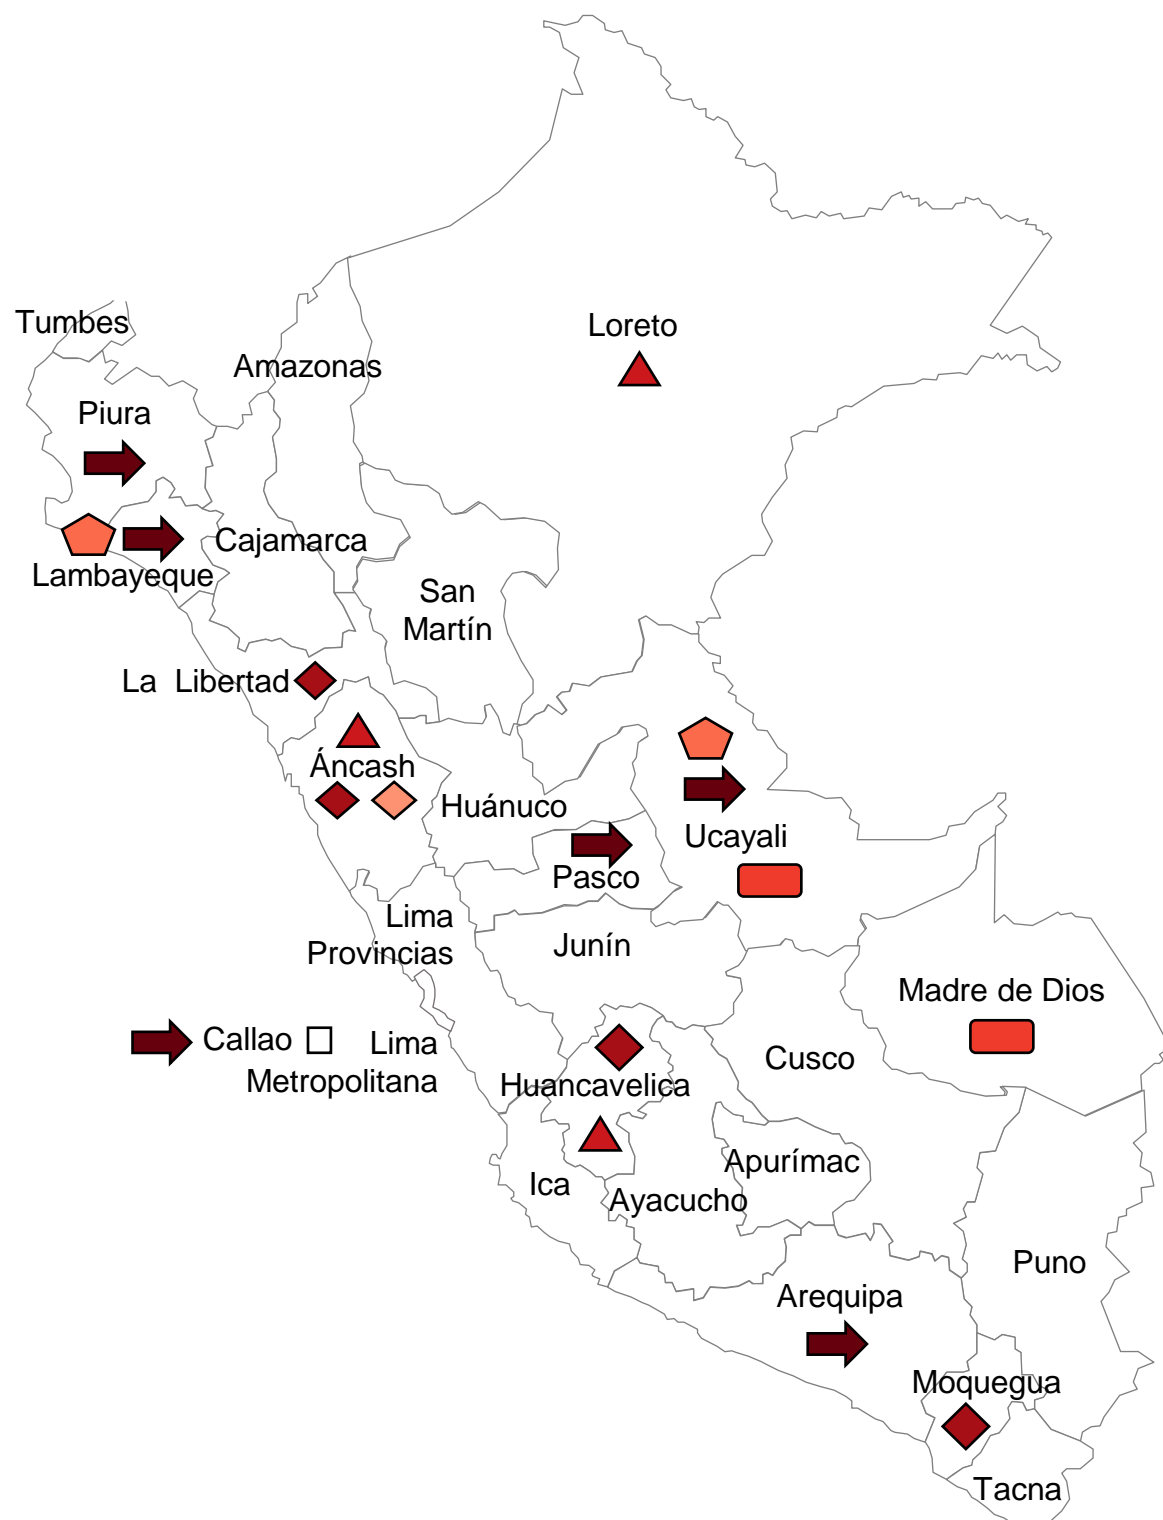 Loreto
Tumbes
Amazonas
Piura
Cajamarca
Lambayeque
San
Martín
La Libertad
Áncash
Huánuco
Ucayali
Pasco
Lima
Provincias
Junín
Madre de Dios
Callao
Lima
Metropolitana
Cusco
Huancavelica
Apurímac
Ica
Ayacucho
Puno
Arequipa
Moquegua
Tacna